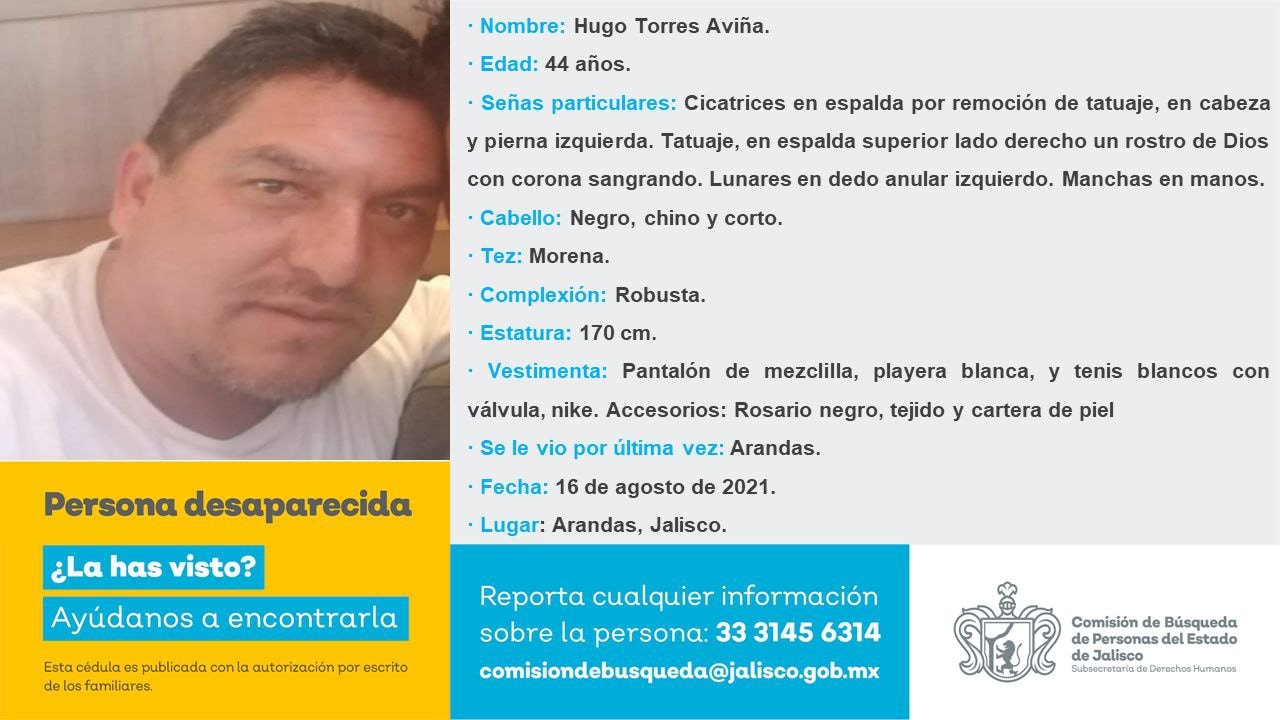 · Nombre: Hugo Torres Aviña.
· Edad: 44 años.
· Señas particulares: Cicatrices en espalda por remoción de tatuaje, en cabeza
y pierna izquierda. Tatuaje, en espalda superior lado derecho un rostro de Dios
con corona sangrando. Lunares en dedo anular izquierdo. Manchas en manos.
· Cabello: Negro, chino y corto.
· Tez: Morena.
· Complexión: Robusta.
· Estatura: 170 cm.
· Vestimenta: Pantalón de mezclilla, playera blanca, y tenis blancos con
válvula, nike. Accesorios: Rosario negro, tejido y cartera de piel
· Se le vio por última vez: Arandas.
· Fecha: 16 de agosto de 2021.
· Lugar: Arandas, Jalisco.
Persona desaparecida
¿La has visto?
Ayúdanos a encontrarla
Esta cédula es publicada con la autorización por escrito
de los familiares.
Reporta cualquier información
sobre la persona: 33 3145 6314
comisiondebusqueda@jalisco.gob.mx
Comisión de Búsqueda
de Personas del Estado
de Jalisco
Subsecretaría de Derechos Humanos